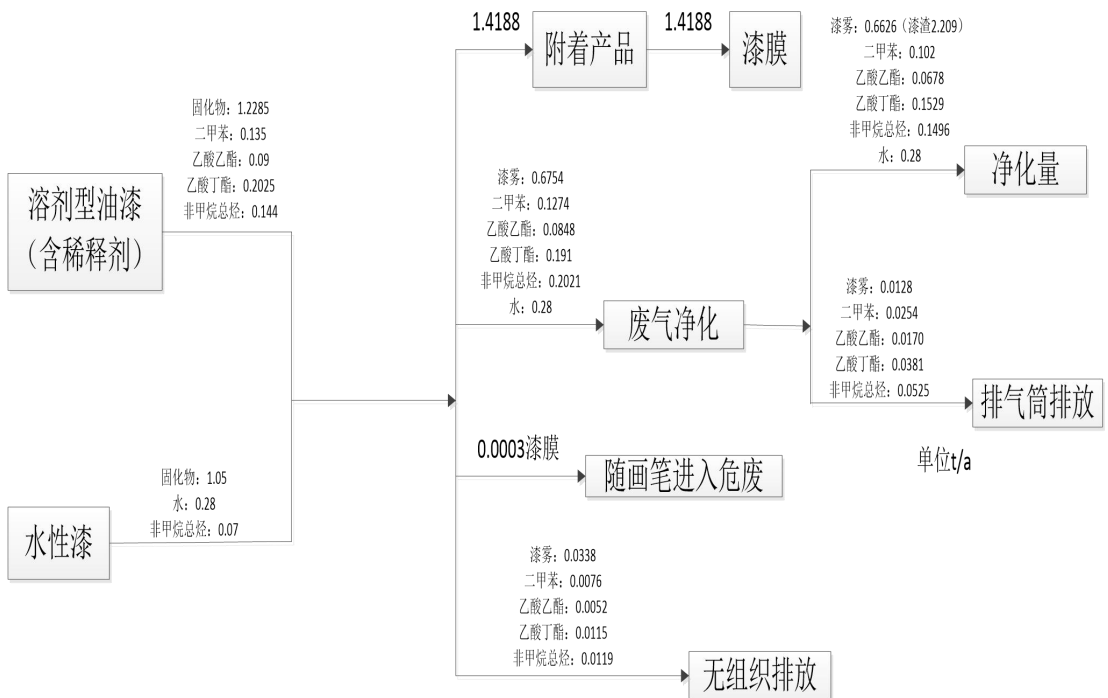 固化物：1.2285
二甲苯：0.135
乙酸乙酯：0.09
乙酸丁酯：0.2025
非甲烷总烃：0.144
溶剂型油漆
（含稀释剂）
固化物：1.05
水：0.28
非甲烷总烃：0.07
水性漆
1.4188
附着产品
1.4188
漆膜
漆雾：0.6754
二甲苯：0.1274
乙酸乙酯：0.0848
乙酸丁酯：0.191
非甲烷总烃：0.2021
水：0.28
废气净化
漆雾：0.6626（漆渣2.209）
二甲苯：0.102
乙酸乙酯：0.0678
乙酸丁酯：0.1529
非甲烷总烃：0.1496
水：0.28
净化量
漆雾：0.0128
二甲苯：0.0254
乙酸乙酯：0.0170
乙酸丁酯：0.0381
非甲烷总烃：0.0525
排气筒排放
单位t/a
0.0003漆膜
随画笔进入危废
漆雾：0.0338
二甲苯：0.0076
乙酸乙酯：0.0052
乙酸丁酯：0.0115
非甲烷总烃：0.0119
无组织排放